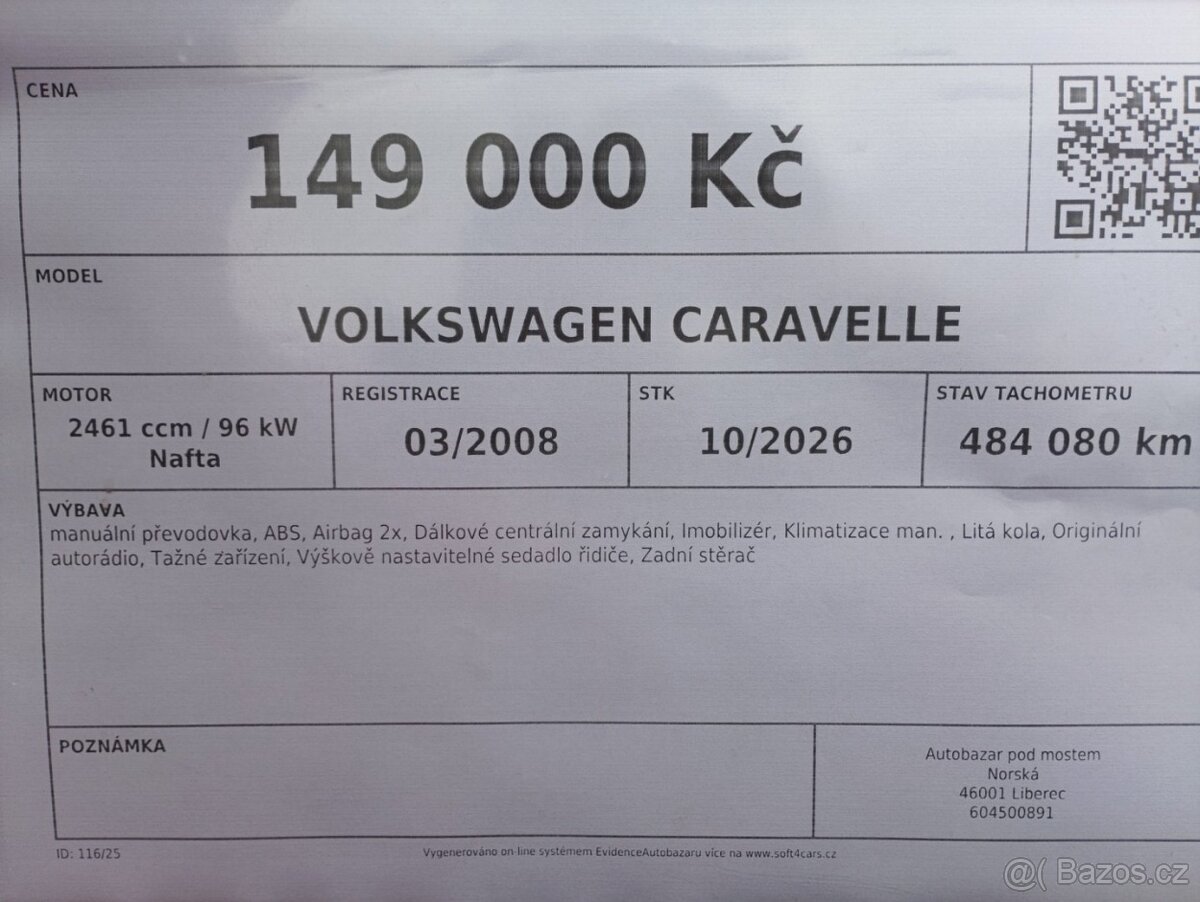 CENA
149 000 Kč
MODEL
VOLKSWAGEN CARAVELLE
MOTOR
2461 ccm / 96 kW
Nafta
REGISTRACE
03/2008
STK
10/2026
STAV TACHOMETRU
484 080 km
VÝBAVA
manuální převodovka, ABS, Airbag 2x, Dálkové centrální zamykání, Imobilizér, Klimatizace man. , Litá kola, Originální
autorádio, Tažné zařízení, Výškově nastavitelné sedadlo řidiče, Zadní stěrač
POZNÁMKA
Autobazar pod mostem
Norská
46001 Liberec
604500891
ID: 116/25
Vygenerováno on-line systémem EvidenceAutobazaru více na www.soft4cars.cz
@( Bazos.cz